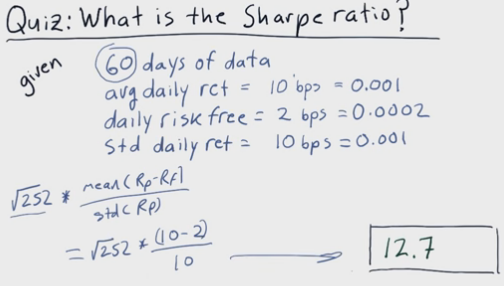 Quiz: What is the Sharpe ratio?
given
60 days of data
avg daily ret = 10 bps = 0.001
daily risk free = 2 bps = 0.0002
Std daily ret = 10 bps = 0.001
√252 * mean(Rp-Rf)
std(Rp)
= √252 * (10-2)
10
12.7